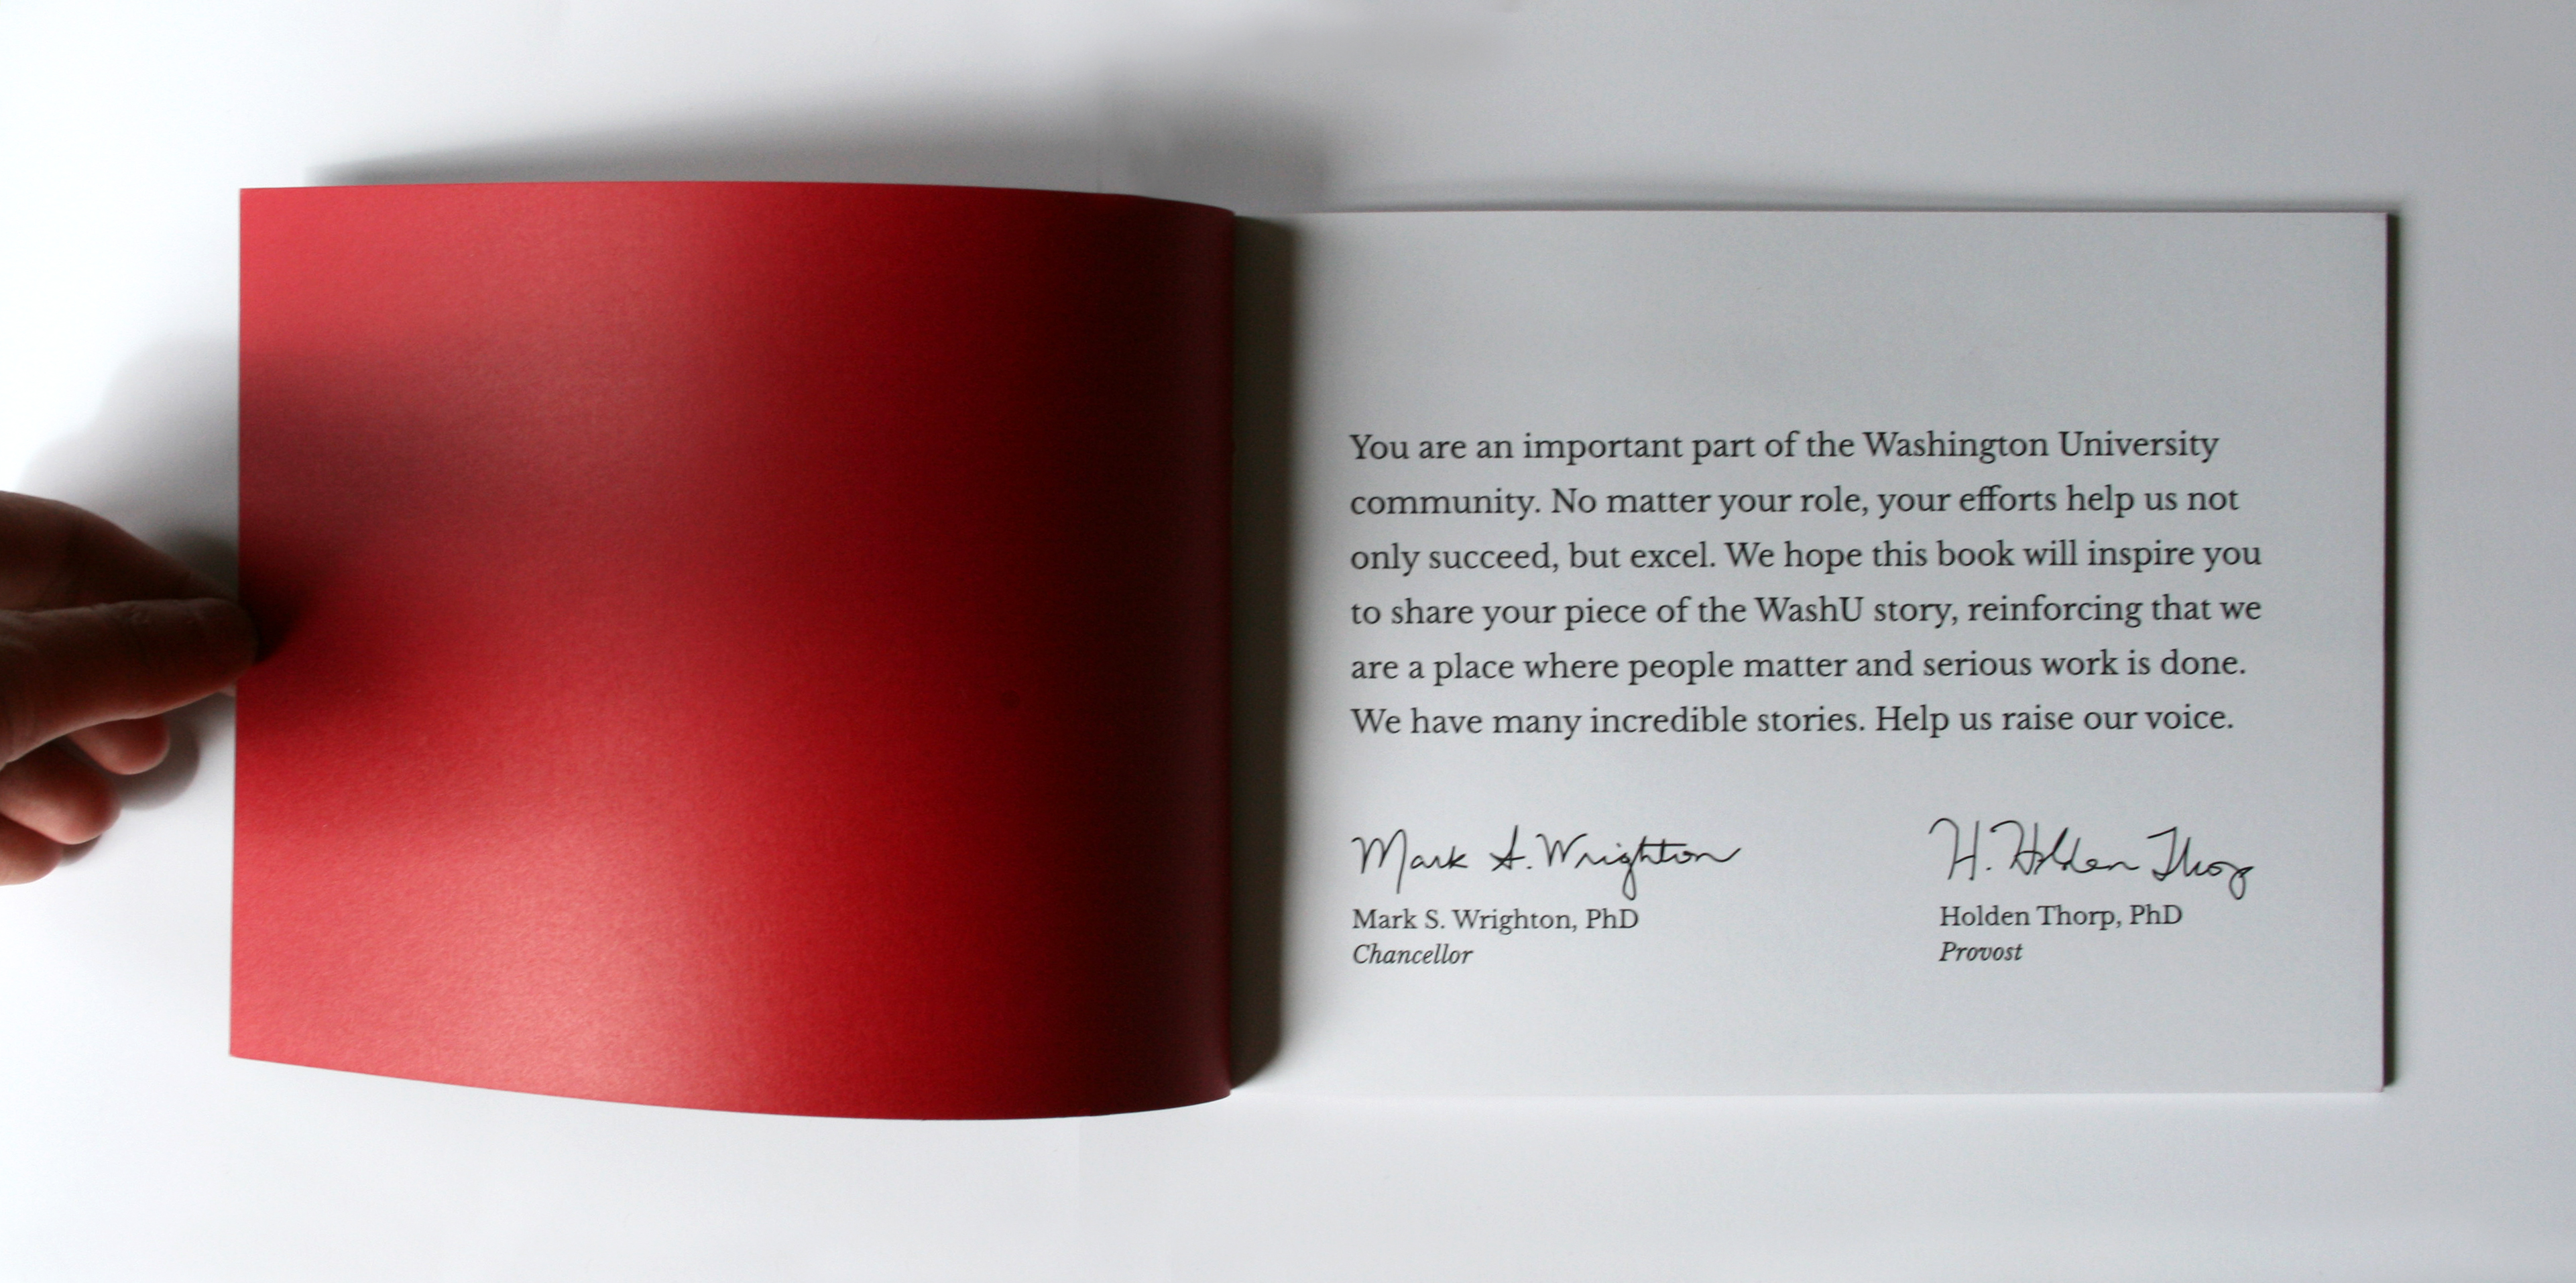 You are an important part of the Washington University
community. No matter your role, your efforts help us not
only succeed, but excel. We hope this book will inspire you
to share your piece of the WashU story, reinforcing that we
are a place where people matter and serious work is done.
We have many incredible stories. Help us raise our voice.
Mark S. Wrighton
Mark S. Wrighton, PhD
Chancellor
H. Holden Thorp
Holden Thorp, PhD
Provost